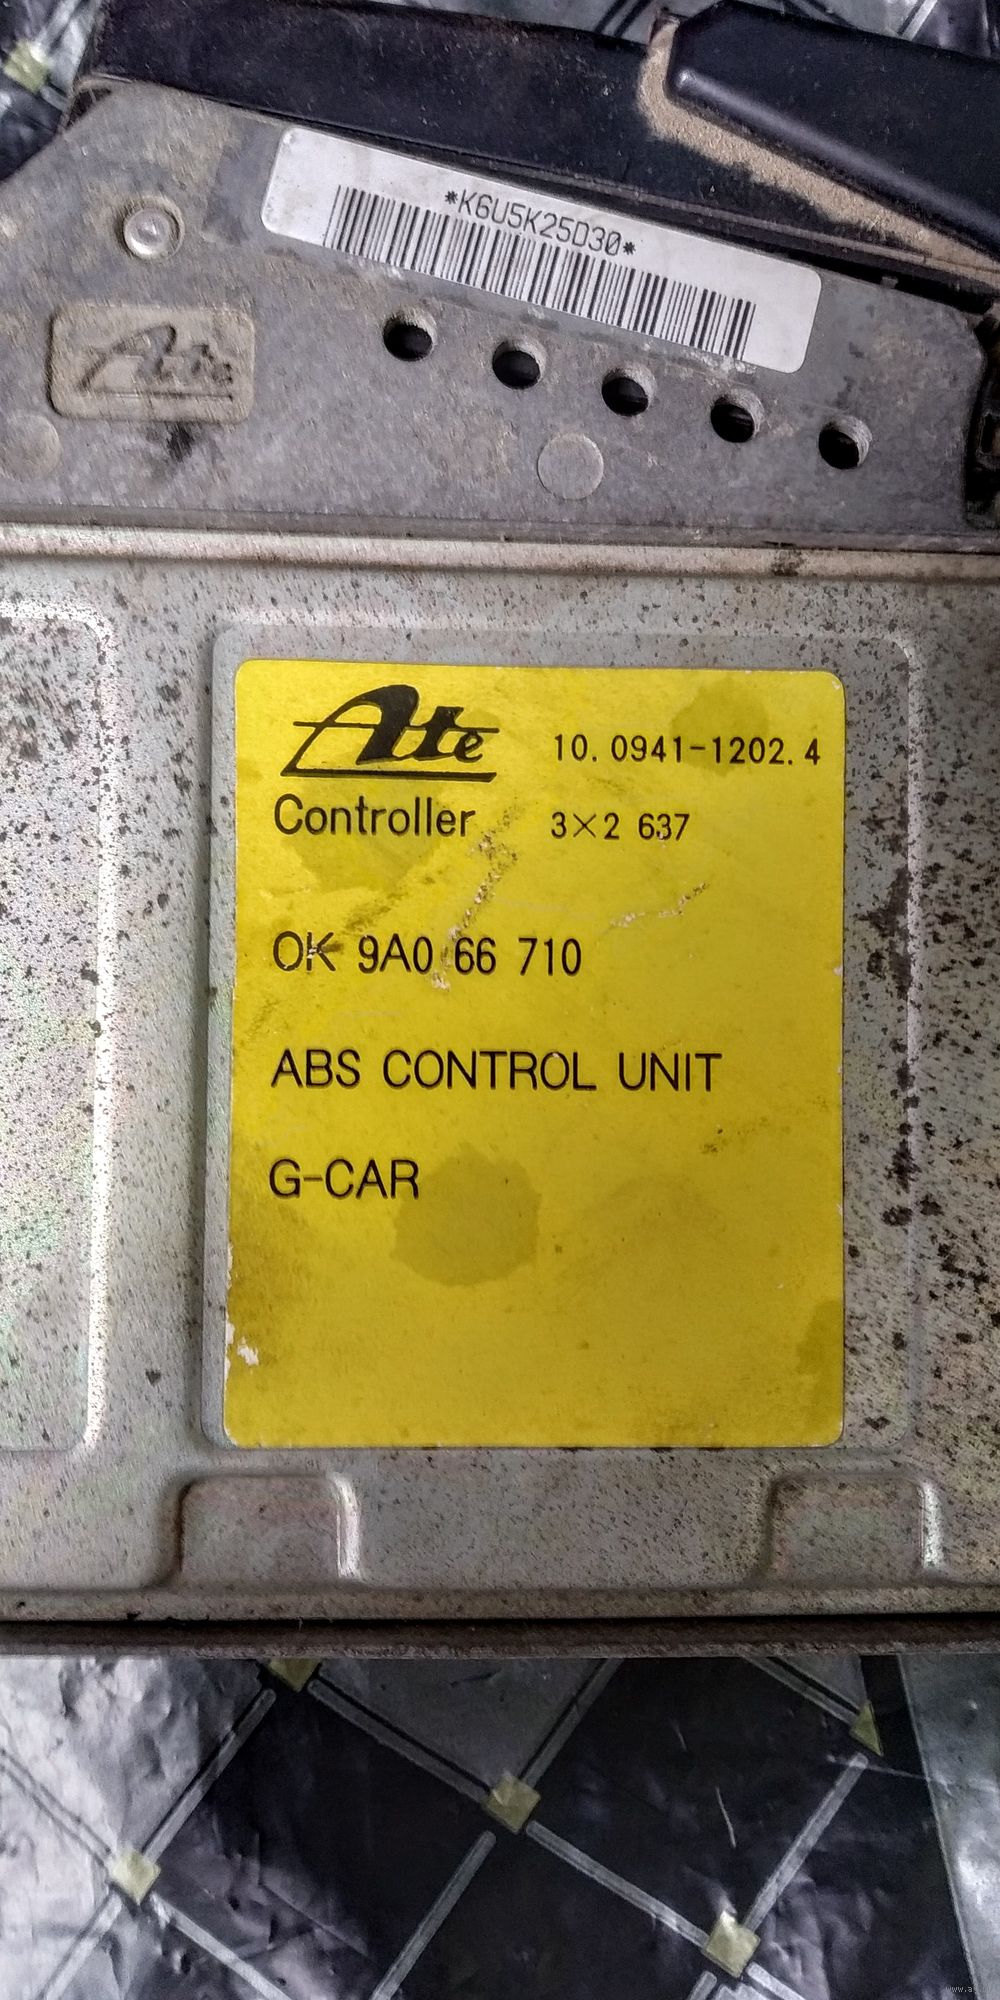 *K6U5K25D30*
Ate
Ate 10.0941-1202.4
Controller 3×2 637
OK 9A0 66 710
ABS CONTROL UNIT
G-CAR